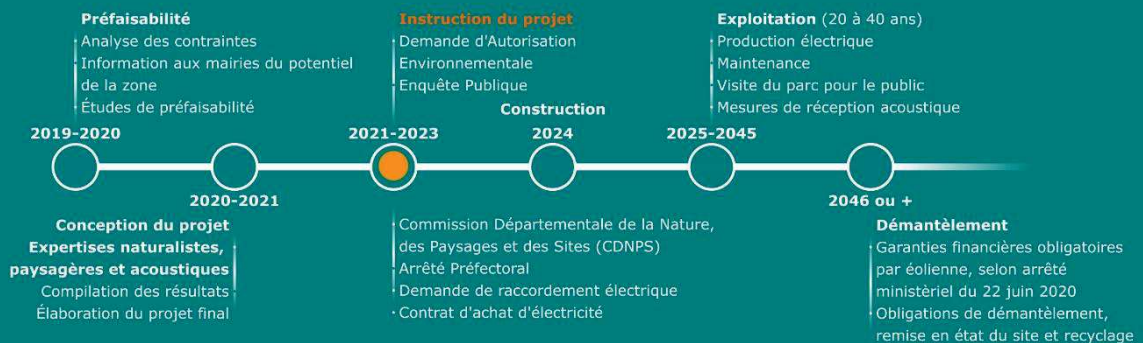 Préfaisabilité
Analyse des contraintes
Information aux mairies du potentiel
de la zone
Études de préfaisabilité
2019-2020
Conception du projet
Expertises naturalistes,
paysagères et acoustiques
Compilation des résultats
Élaboration du projet final
2020-2021
Instruction du projet
Demande d'Autorisation
Environnementale
Enquête Publique
2021-2023
Commission Départementale de la Nature,
des Paysages et des Sites (CDNPS)
Arrêté Préfectoral
Demande de raccordement électrique
Contrat d'achat d'électricité
Construction
2024
Exploitation (20 à 40 ans)
Production électrique
Maintenance
Visite du parc pour le public
Mesures de réception acoustique
2025-2045
2046 ou +
Démantèlement
Garanties financières obligatoires
par éolienne, selon arrêté
ministèriel du 22 juin 2020
Obligations de démantèlement,
remise en état du site et recyclage